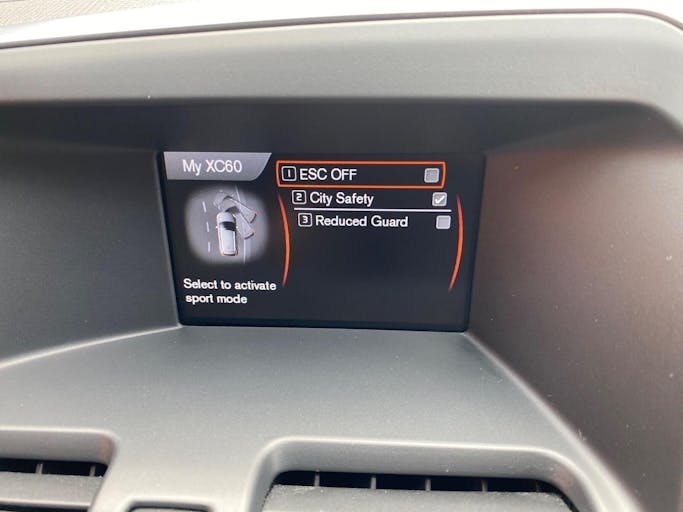 My XC60
1 ESC OFF
2 City Safety
3 Reduced Guard
Select to activate
sport mode